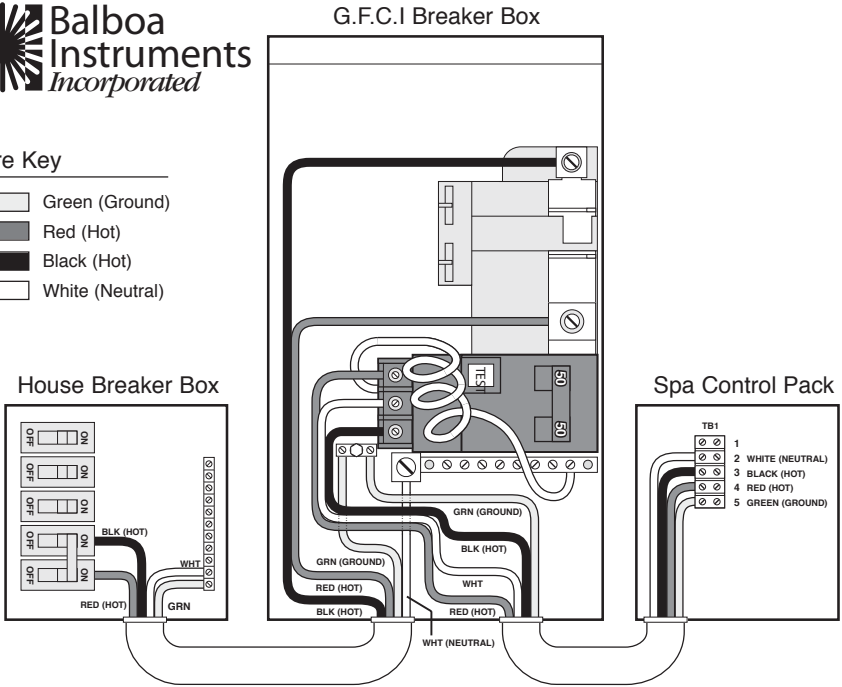 Balboa
Instruments
Incorporated
G.F.C.I Breaker Box
re Key
Green (Ground)
Red (Hot)
Black (Hot)
White (Neutral)
House Breaker Box
OFF ON
OFF ON
OFF ON
OFF ON
OFF ON
BLK (HOT)
WHT
RED (HOT)
GRN
TEST
50
50
GRN (GROUND)
BLK (HOT)
GRN (GROUND)
WHT
RED (HOT)
BLK (HOT)
RED (HOT)
WHT (NEUTRAL)
Spa Control Pack
TB1
1
2 WHITE (NEUTRAL)
3 BLACK (HOT)
4 RED (HOT)
5 GREEN (GROUND)